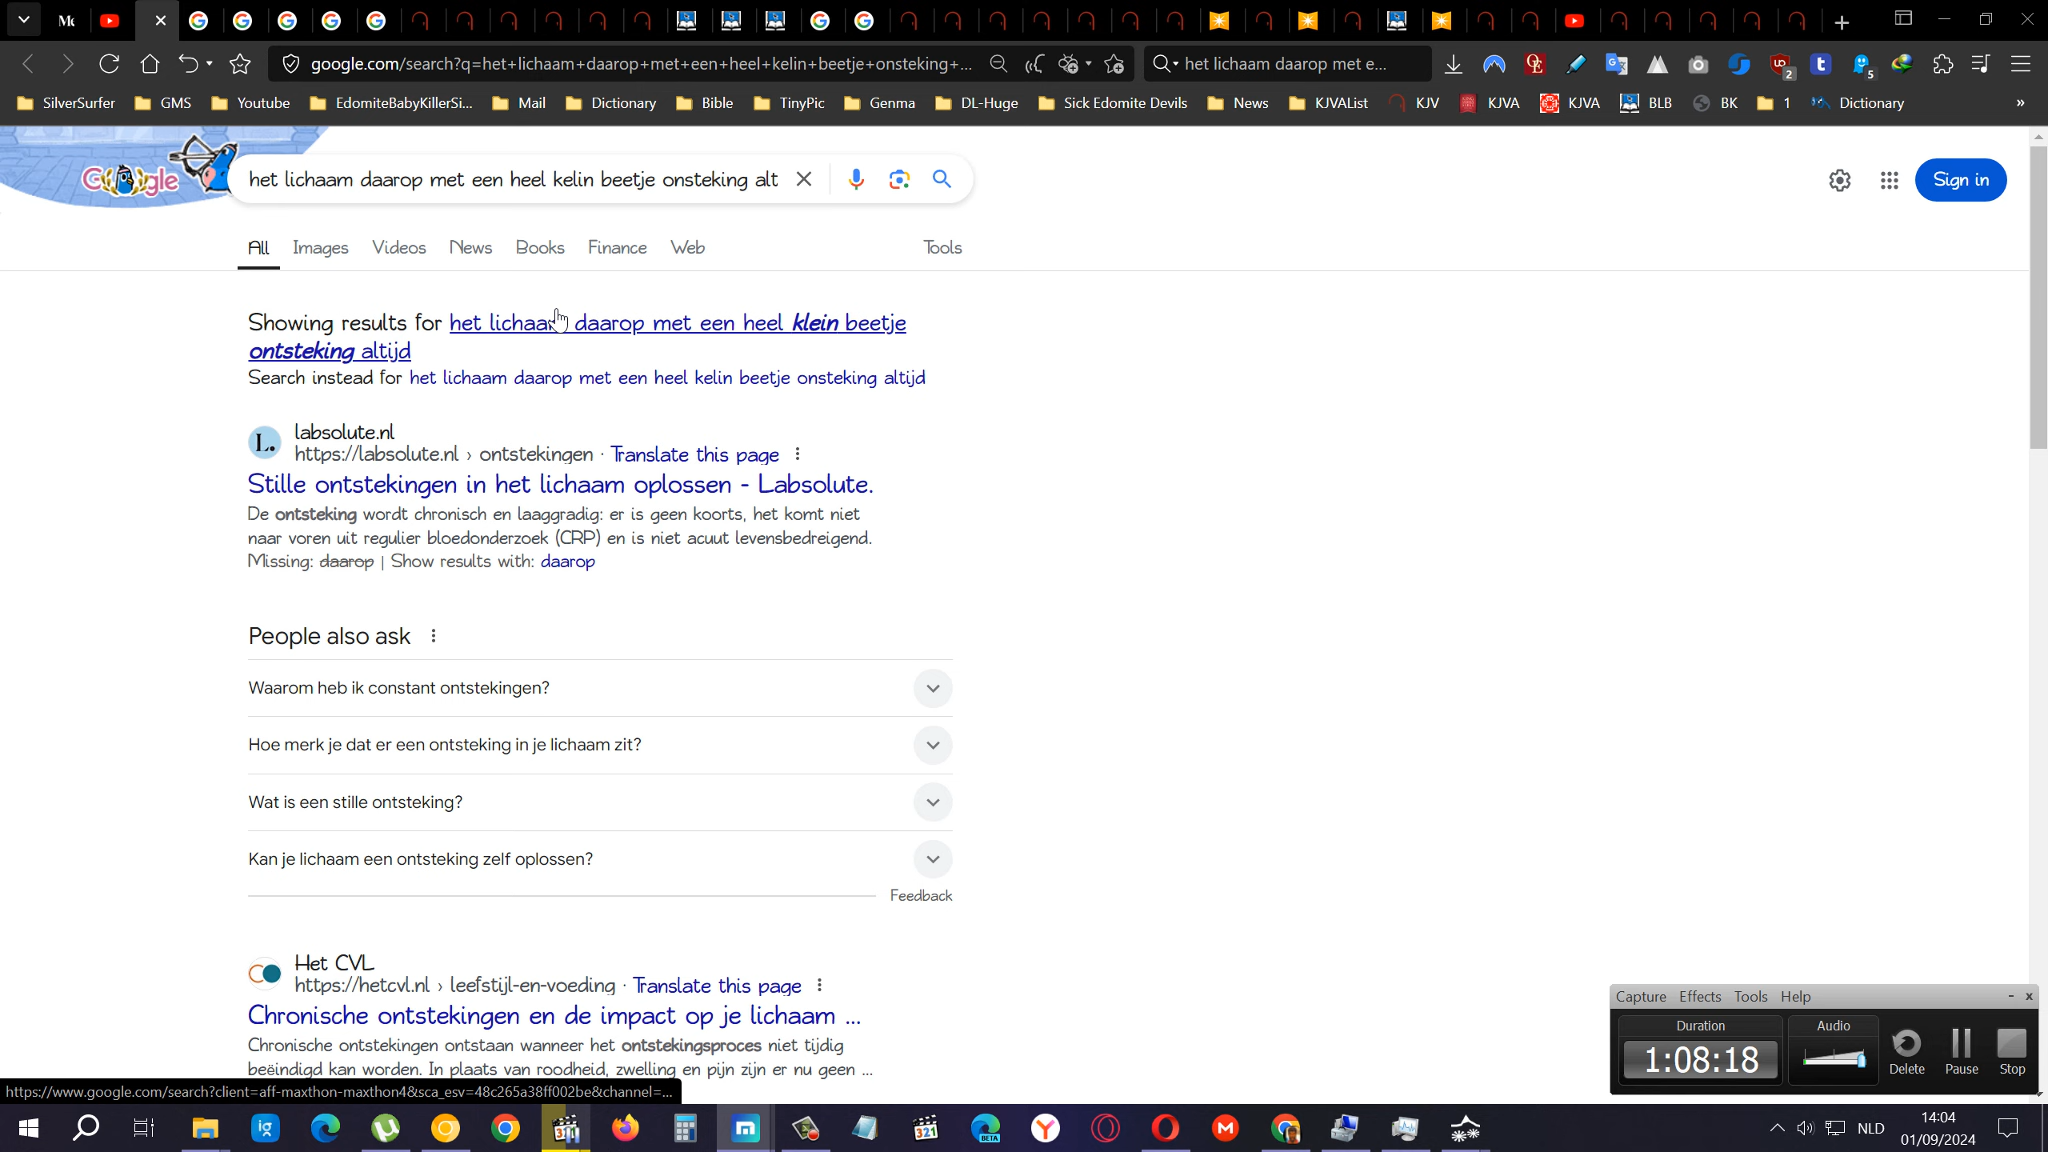 google.com/search?q=het+lichaam+daarop+met+een+heel+kelin+beetje+onsteking+...
het lichaam daarop met e...
2
5
SilverSurfer
GMS
Youtube
EdomiteBabyKillerSi...
Mail
Dictionary
Bible
TinyPic
Genma
DL-Huge
Sick Edomite Devils
News
KJVAList
KJV
KJVA
KJVA
BLB
BK
1
Dictionary
»
het lichaam daarop met een heel kelin beetje onsteking alt
Sign in
All
Images
Videos
News
Books
Finance
Web
Tools
Showing results for het lichaam daarop met een heel klein beetje
ontsteking altijd
Search instead for het lichaam daarop met een heel kelin beetje onsteking altijd
L.
labsolute.nl
https://labsolute.nl › ontstekingen · Translate this page
Stille ontstekingen in het lichaam oplossen - Labsolute.
De ontsteking wordt chronisch en laaggradig: er is geen koorts, het komt niet
naar voren uit regulier bloedonderzoek (CRP) en is niet acuut levensbedreigend.
Missing: daarop | Show results with: daarop
People also ask
Waarom heb ik constant ontstekingen?
Hoe merk je dat er een ontsteking in je lichaam zit?
Wat is een stille ontsteking?
Kan je lichaam een ontsteking zelf oplossen?
Feedback
Het CVL
https://hetcvl.nl › leefstijl-en-voeding · Translate this page
Chronische ontstekingen en de impact op je lichaam ...
Chronische ontstekingen ontstaan wanneer het ontstekingsproces niet tijdig
beëindigd kan worden. In plaats van roodheid, zwelling en pijn zijn er nu geen ...
https://www.google.com/search?client=aff-maxthon-maxthon4&sca_esv=48c265a38ff002be&channel=...
Capture Effects Tools Help
Duration
Audio
1:08:18
Delete
Pause
Stop
NLD
14:04
01/09/2024